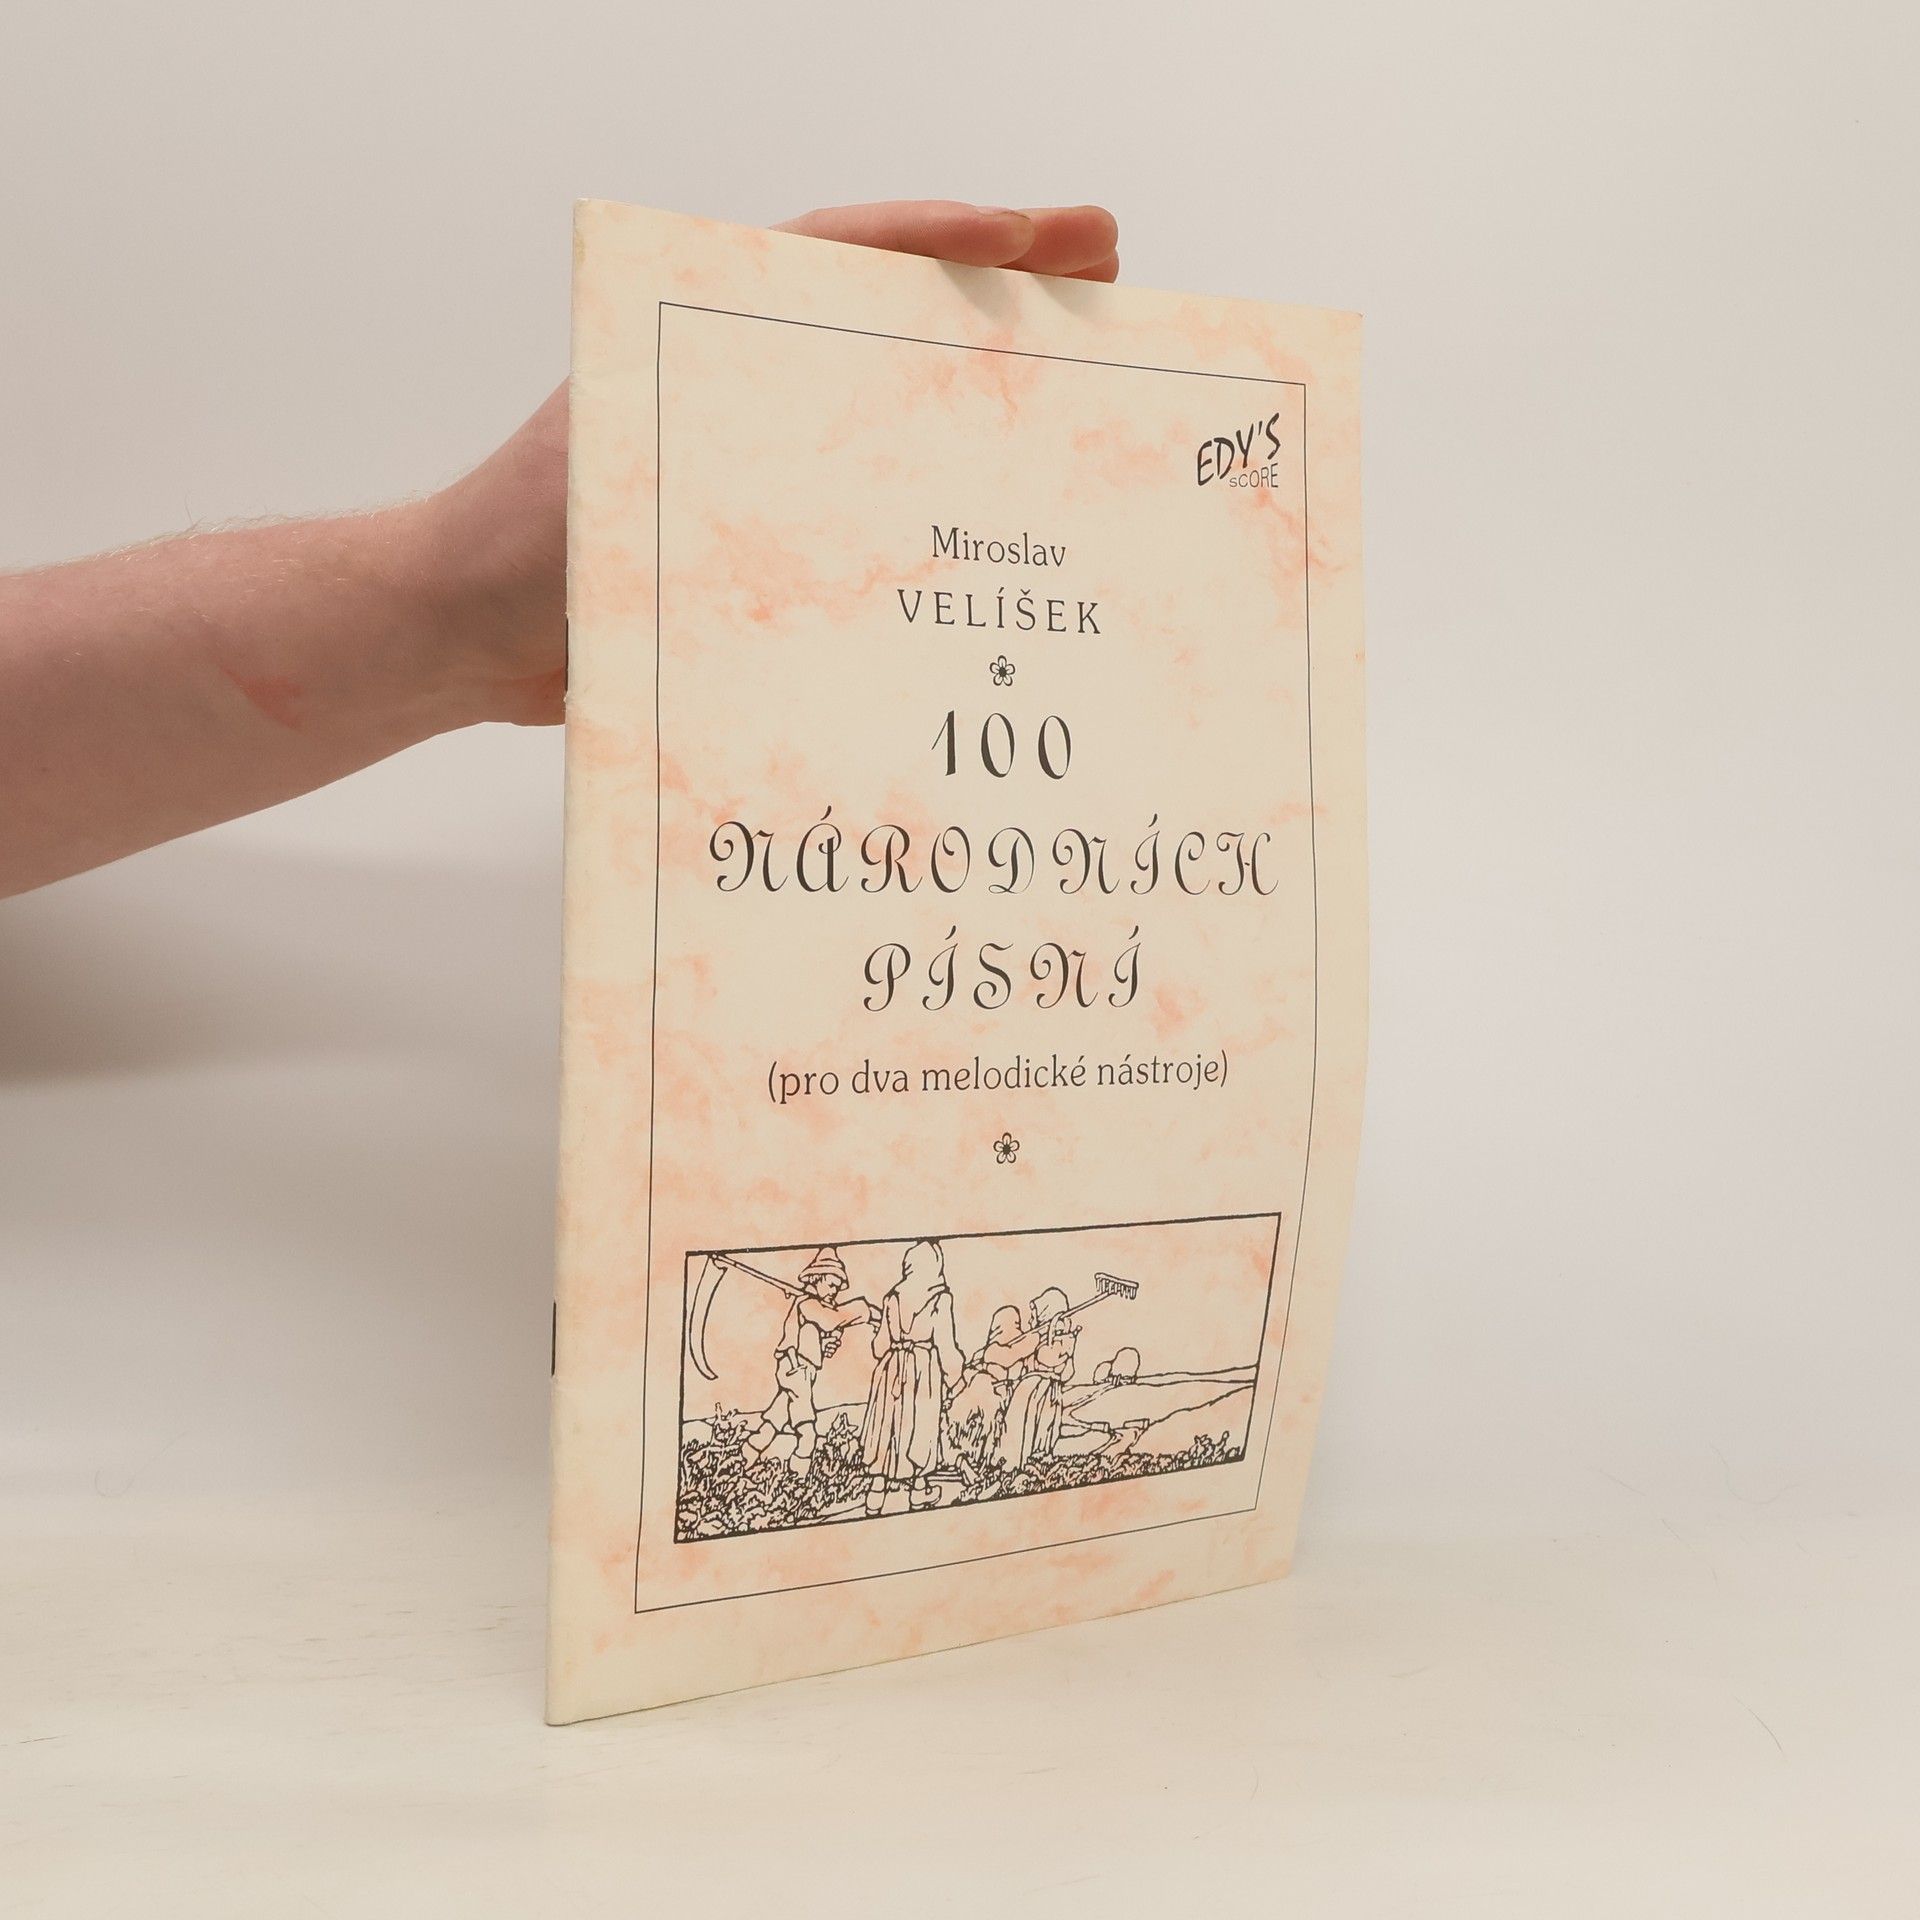 EDY'S
SCORE
Miroslav
VELÍŠEK
100
NÁRODNÍCH
PÍSNÍ
(pro dva melodické nástroje)